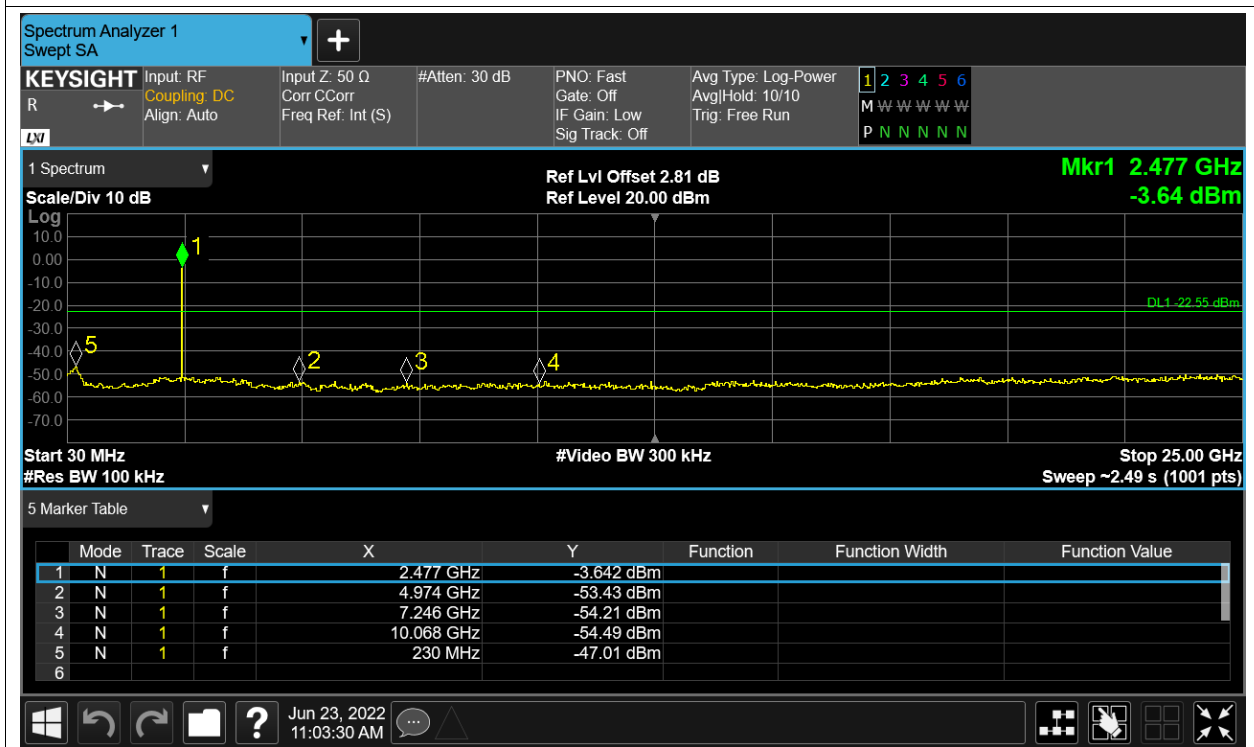 Spectrum Analyzer 1
Swept SA
+
KEYSIGHT Input: RF Input Z: 50 Ω #Atten: 30 dB PNO: Fast Avg Type: Log-Power 1 2 3 4 5 6
R Coupling: DC Corr CCorr Gate: Off Avg|Hold: 10/10 M W W W W W
Align: Auto Freq Ref: Int (S) IF Gain: Low Trig: Free Run
LXI Sig Track: Off P N N N N N N
1 Spectrum Ref Lvl Offset 2.81 dB Mkr1 2.477 GHz
Scale/Div 10 dB Ref Level 20.00 dBm -3.64 dBm
Log
10.0
1
0.00
-10.0
-20.0 DL1 -22.55 dBm
-30.0
-40.0 5
2 3 4
-50.0
-60.0
-70.0
Start 30 MHz #Video BW 300 kHz Stop 25.00 GHz
#Res BW 100 kHz Sweep ~2.49 s (1001 pts)
5 Marker Table
Mode Trace Scale X Y Function Function Width Function Value
1 N 1 f 2.477 GHz -3.642 dBm
2 N 1 f 4.974 GHz -53.43 dBm
3 N 1 f 7.246 GHz -54.21 dBm
4 N 1 f 10.068 GHz -54.49 dBm
5 N 1 f 230 MHz -47.01 dBm
6
? Jun 23, 2022
11:03:30 AM